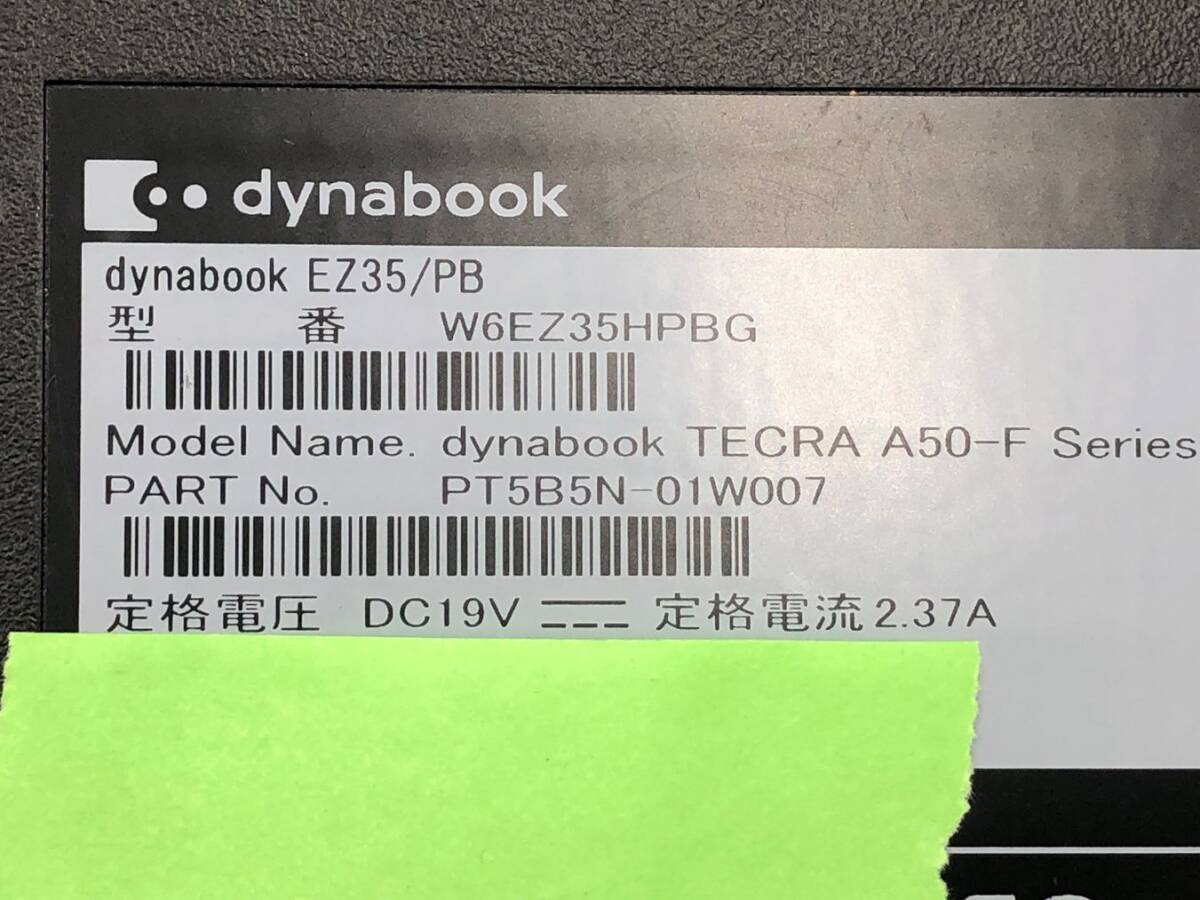 dynabook
dynabook EZ35/PB
型 番 W6EZ35HPBG
Model Name. dynabook TECRA A50-F Series
PART No. PT5B5N-01W007
定格電圧 DC19V 定格電流2.37A